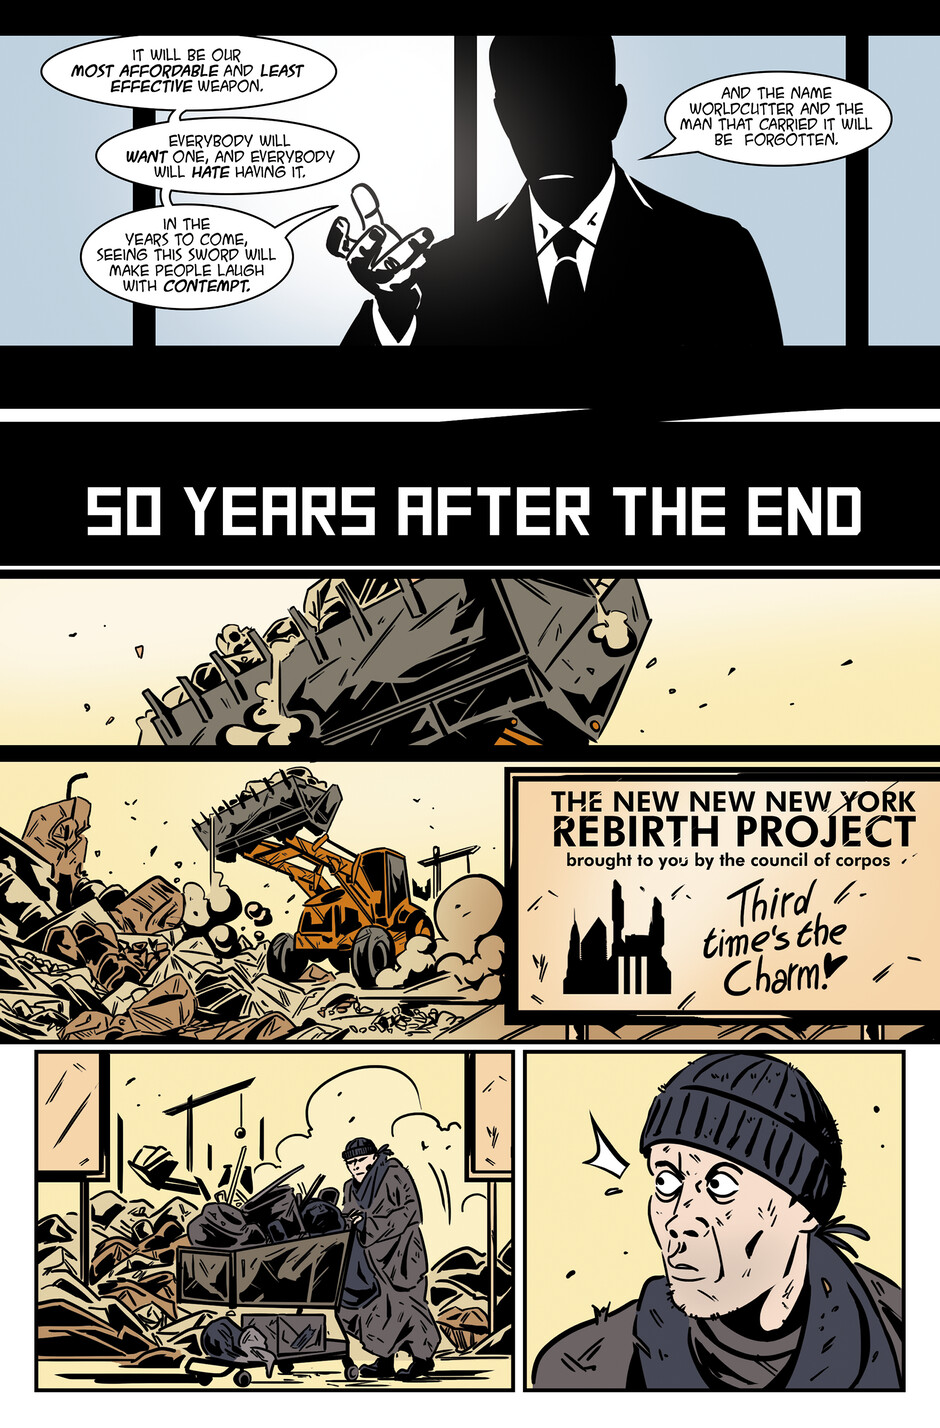 IT WILL BE OUR
MOST AFFORDABLE AND LEAST
EFFECTIVE WEAPON.
EVERYBODY WILL
WANT ONE, AND EVERYBODY
WILL HATE HAVING IT.
IN THE
YEARS TO COME,
SEEING THIS SWORD WILL
MAKE PEOPLE LAUGH
WITH CONTEMPT.
AND THE NAME
WORLDCUTTER AND THE
MAN THAT CARRIED IT WILL
BE FORGOTTEN.
50 YEARS AFTER THE END
THE NEW NEW NEW YORK
REBIRTH PROJECT
brought to you by the council of corpos
Third
time's the
Charm!